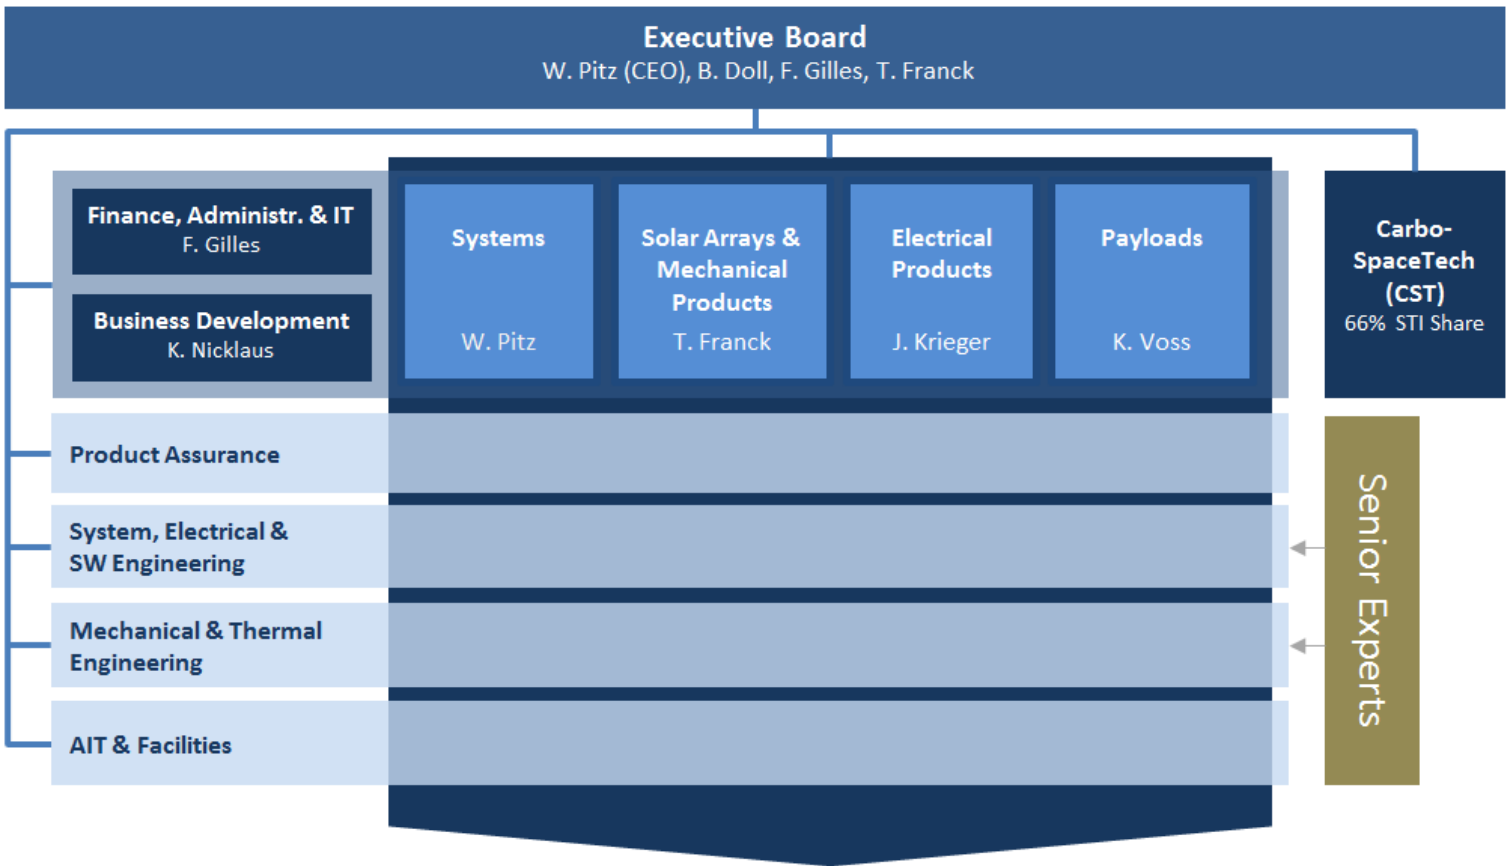 Executive Board
W. Pitz (CEO), B. Doll, F. Gilles, T. Franck
Finance, Administr. & IT
F. Gilles
Business Development
K. Nicklaus
Systems
W. Pitz
Solar Arrays &
Mechanical
Products
T. Franck
Electrical
Products
J. Krieger
Payloads
K. Voss
Carbo-
SpaceTech
(CST)
66% STI Share
Product Assurance
System, Electrical &
SW Engineering
Mechanical & Thermal
Engineering
AIT & Facilities
Senior Experts